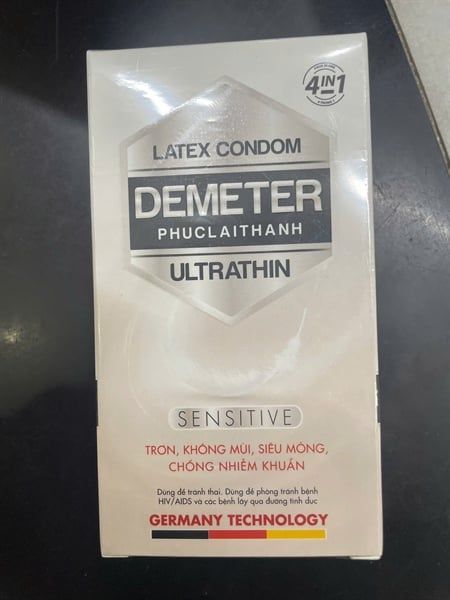 4IN1
LATEX CONDOM
DEMETER
PHUCLAITHANH
ULTRATHIN
SENSITIVE
TRƠN, KHÔNG MÙI, SIÊU MỎNG,
CHỐNG NHIỄM KHUẨN
Dùng để tránh thai. Dùng để phòng tránh bệnh
HIV/AIDS và các bệnh lây qua đường tình dục
GERMANY TECHNOLOGY